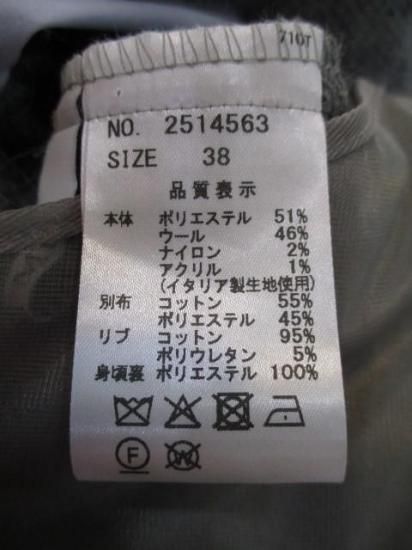 710T
NO. 2514563
SIZE 38
品質表示
本体 ポリエステル 51%
ウール 46%
ナイロン 2%
アクリル 1%
(イタリア製生地使用)
別布 コットン 55%
ポリエステル 45%
リブ コットン 95%
ポリウレタン 5%
身頃裏 ポリエステル 100%
F W